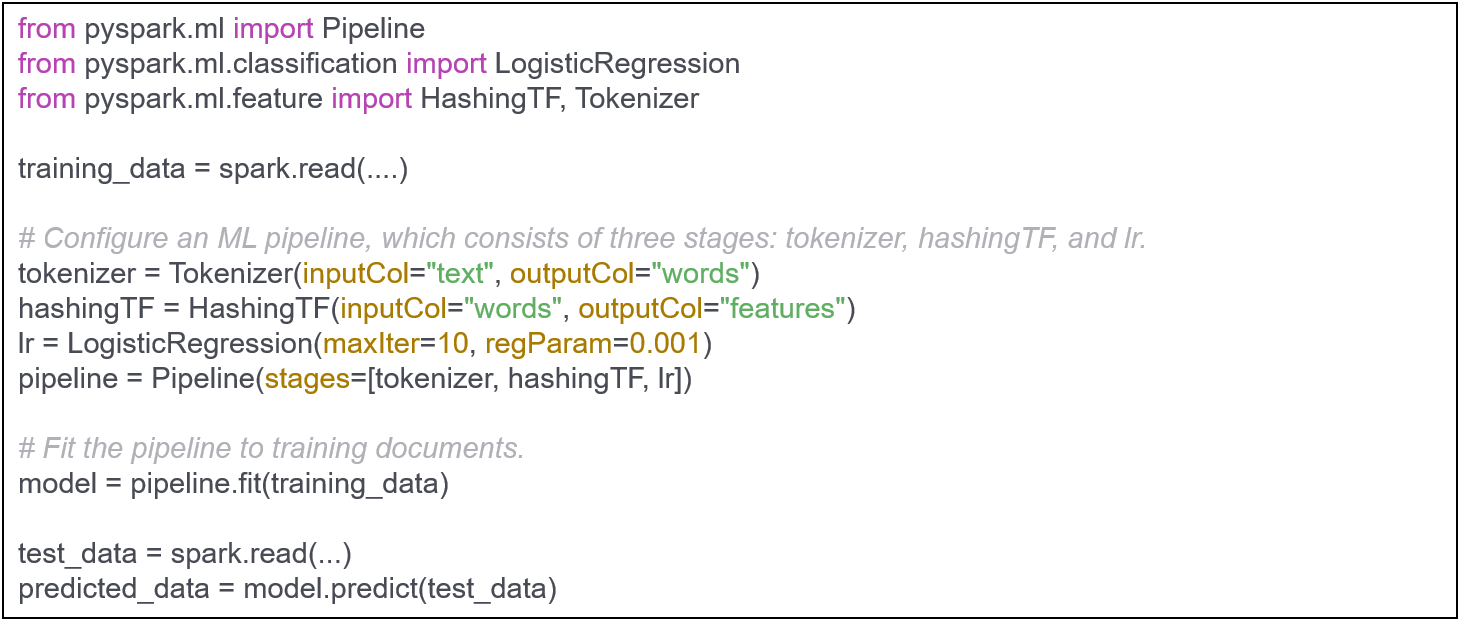 from pyspark.ml import Pipeline
from pyspark.ml.classification import LogisticRegression
from pyspark.ml.feature import HashingTF, Tokenizer
training_data = spark.read(....)
# Configure an ML pipeline, which consists of three stages: tokenizer, hashingTF, and lr.
tokenizer = Tokenizer(inputCol="text", outputCol="words")
hashingTF = HashingTF(inputCol="words", outputCol="features")
lr = LogisticRegression(maxIter=10, regParam=0.001)
pipeline = Pipeline(stages=[tokenizer, hashingTF, lr])
# Fit the pipeline to training documents.
model = pipeline.fit(training_data)
test_data = spark.read(...)
predicted_data = model.predict(test_data)